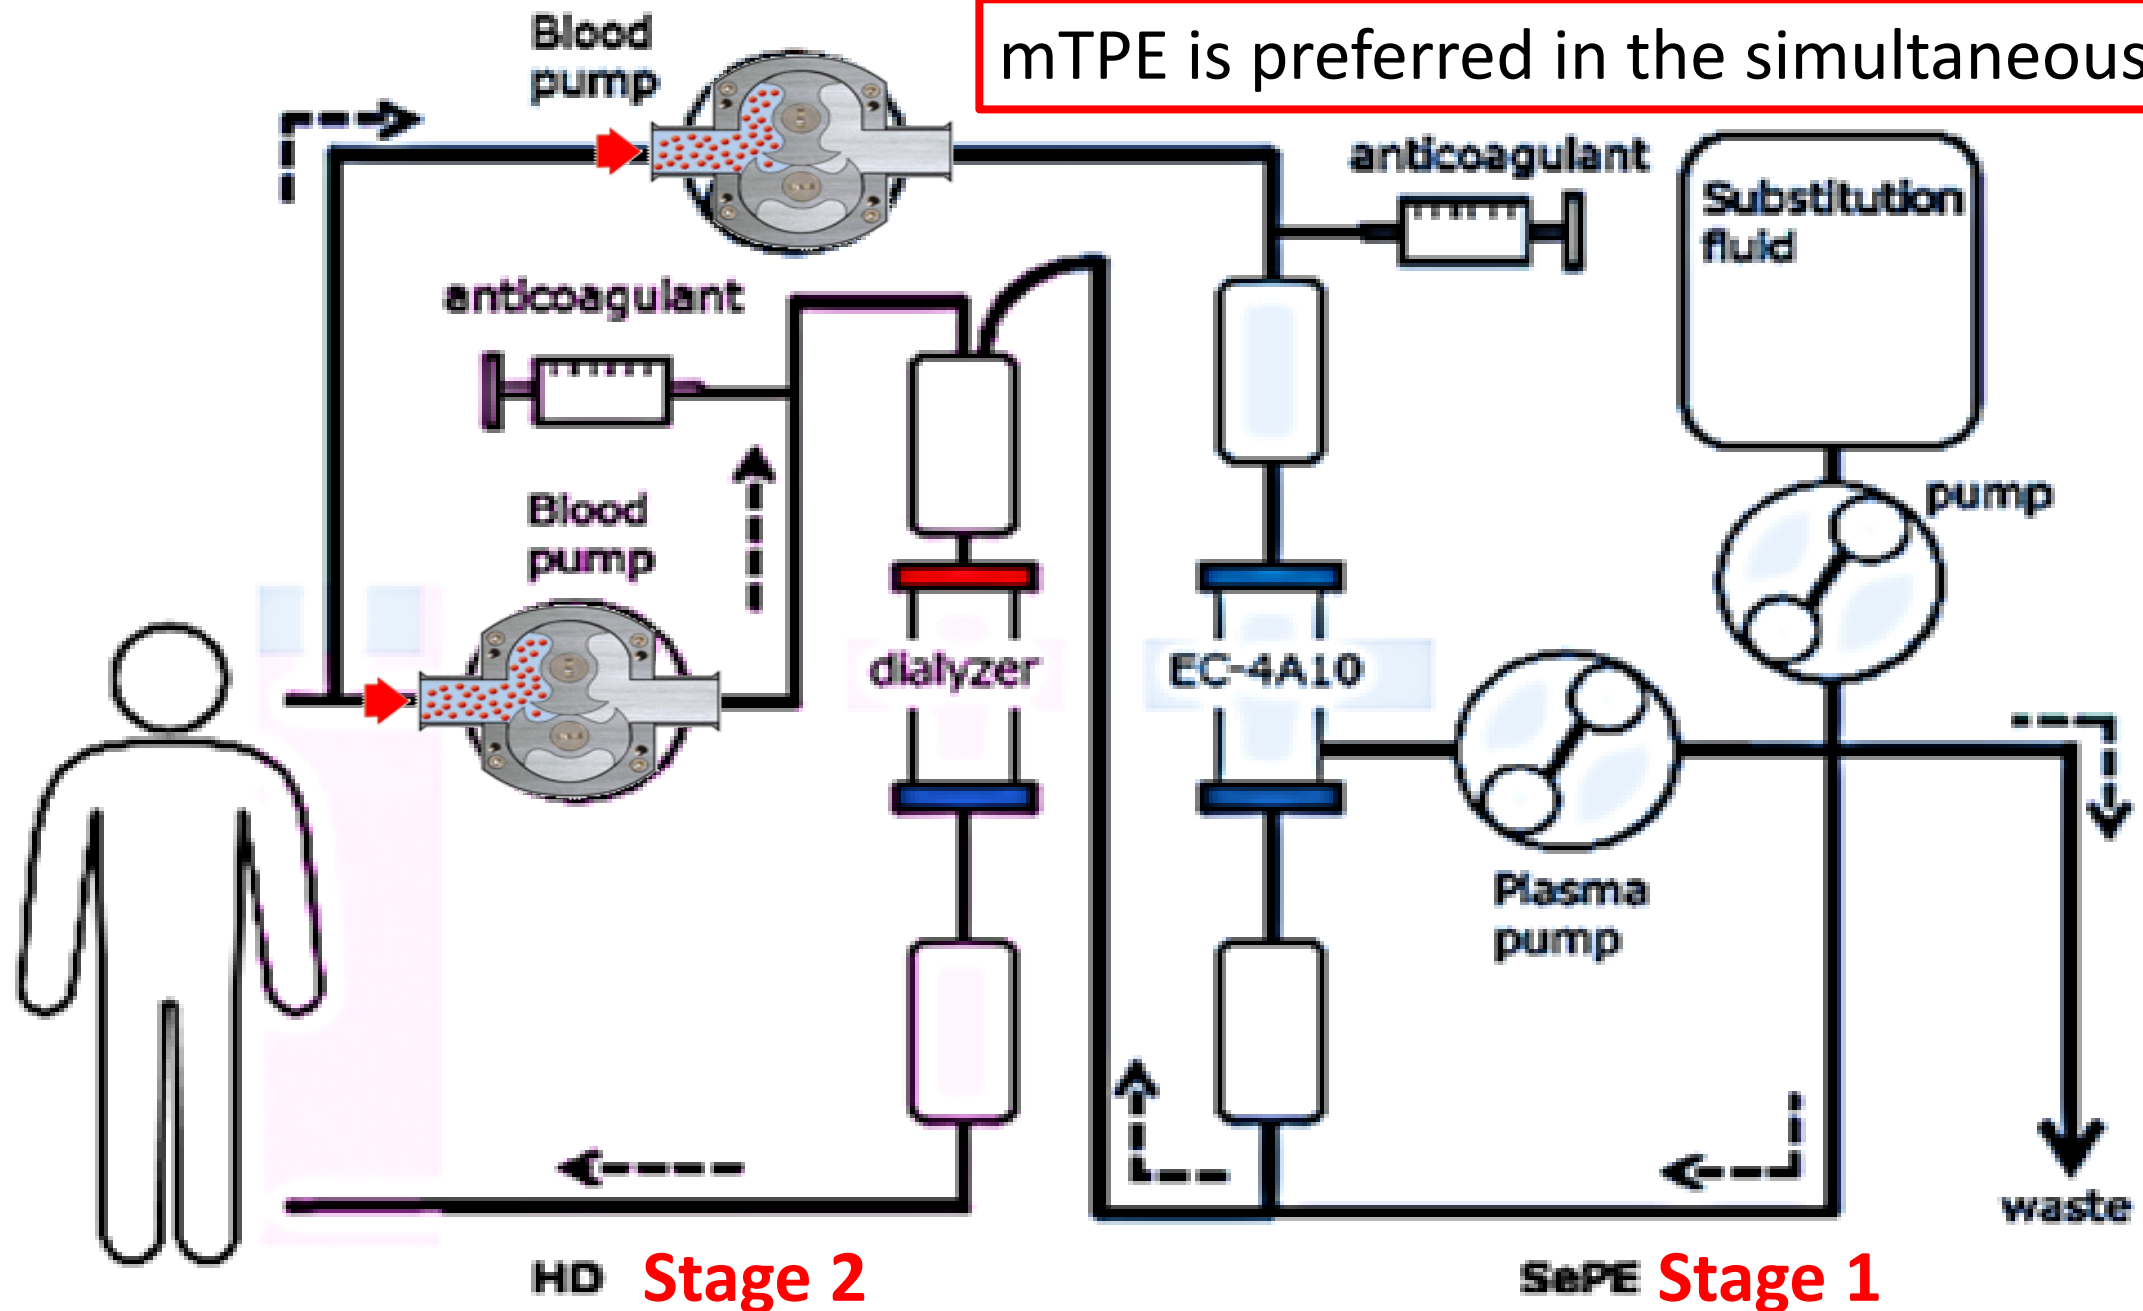 Blood
pump
mTPE is preferred in the simultaneous
anticoagulant
Substitution
fluid
anticoagulant
Blood
pump
pump
dialyzer
EC-4A10
Plasma
pump
waste
HD Stage 2
SePE Stage 1